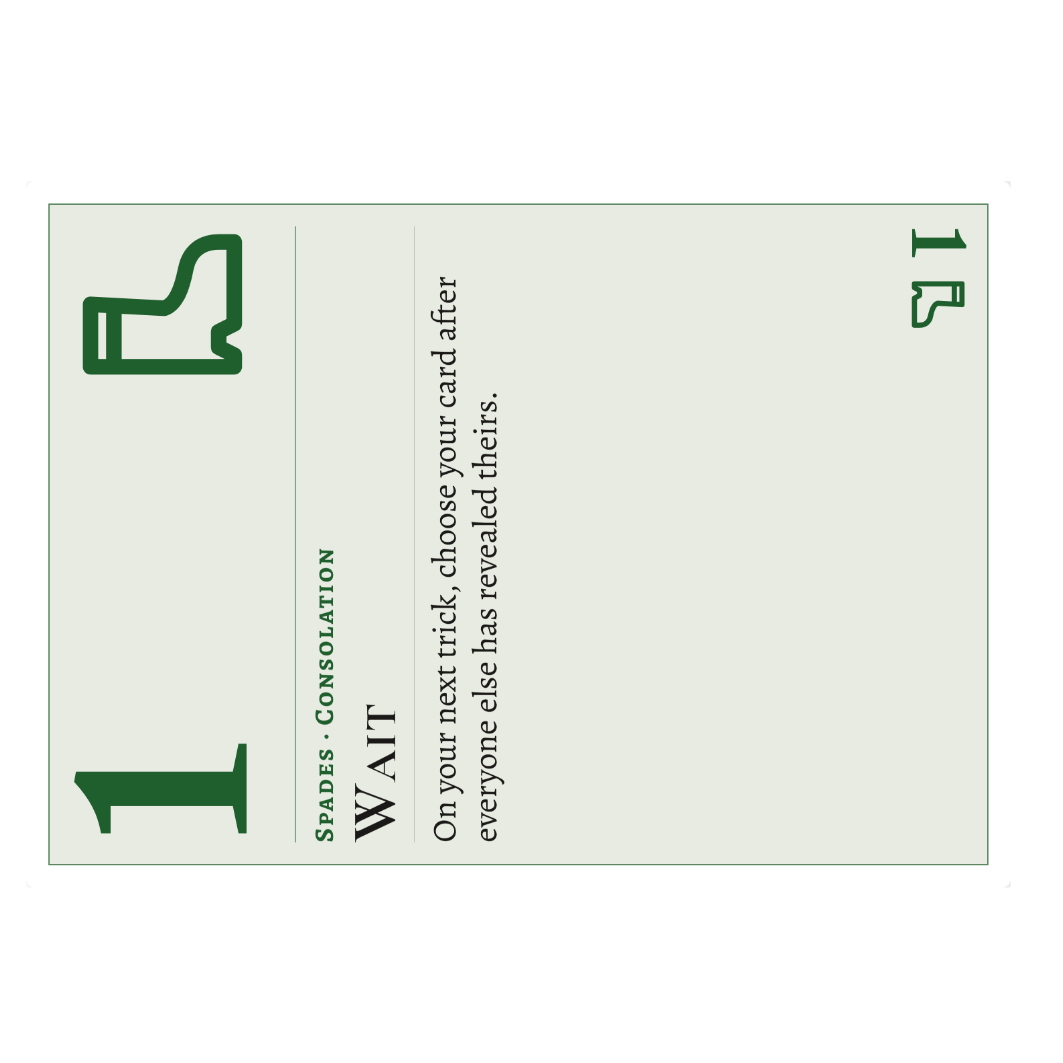 1
Spades · Consolation
Wait
On your next trick, choose your card after
everyone else has revealed theirs.
1